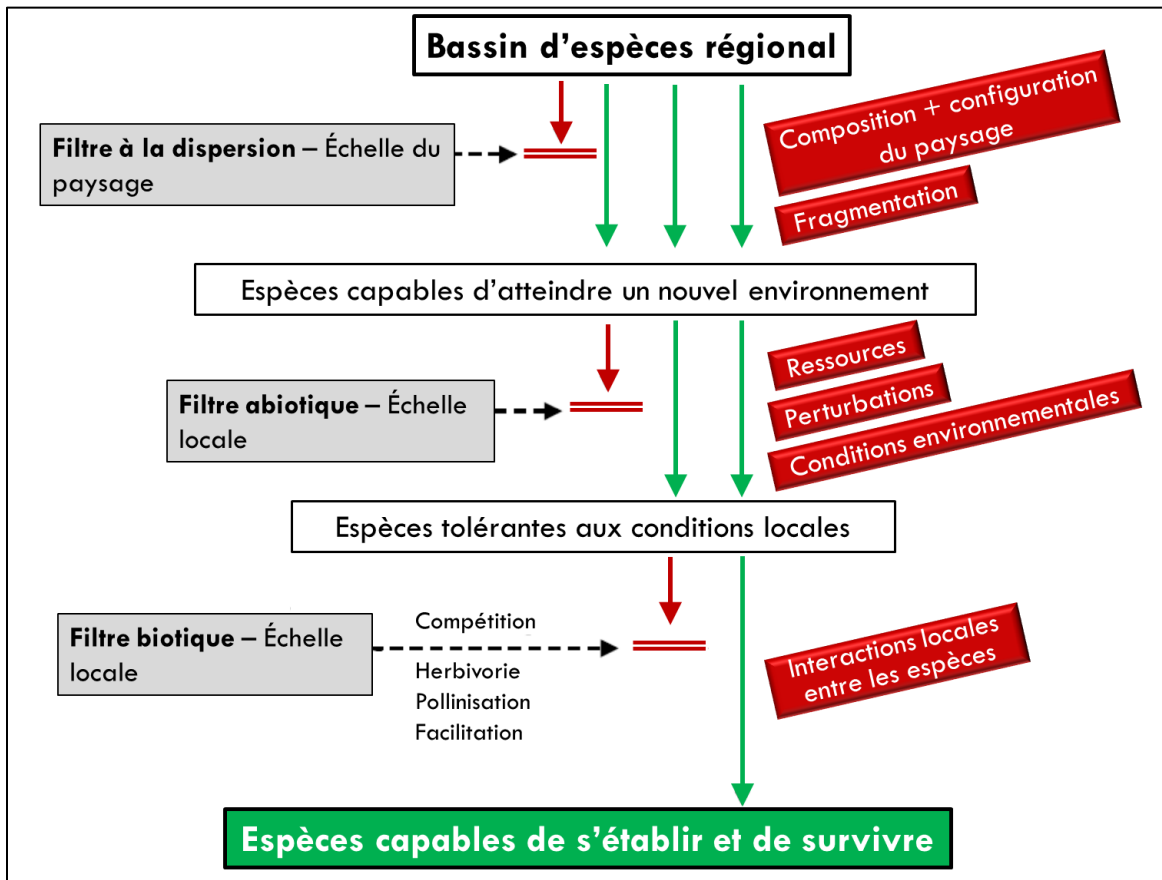 Bassin d'espèces régional
Filtre à la dispersion – Échelle du
paysage
Composition + configuration
du paysage
Fragmentation
Espèces capables d'atteindre un nouvel environnement
Filtre abiotique – Échelle
locale
Ressources
Perturbations
Conditions environnementales
Espèces tolérantes aux conditions locales
Filtre biotique – Échelle
locale
Compétition
Herbivorie
Pollinisation
Facilitation
Interactions locales
entre les espèces
Espèces capables de s'établir et de survivre